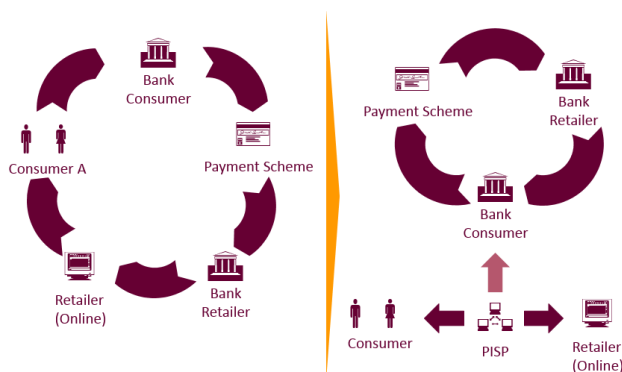 Bank
Consumer
Consumer A
Payment Scheme
Retailer
(Online)
Bank
Retailer
Payment Scheme
Bank
Retailer
Bank
Consumer
Consumer
PISP
Retailer
(Online)